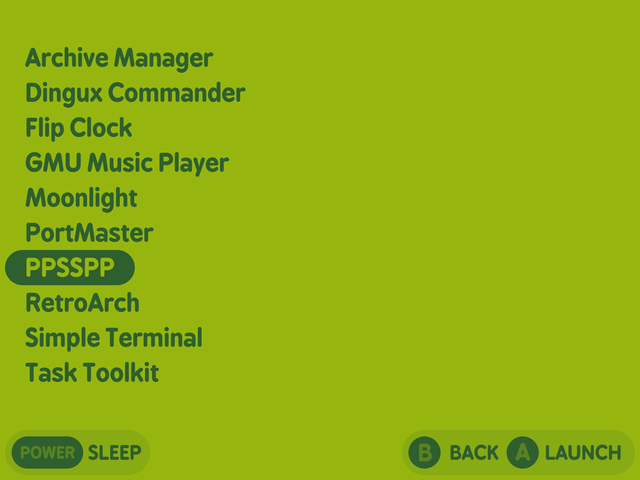 Archive Manager
Dingux Commander
Flip Clock
GMU Music Player
Moonlight
PortMaster
PPSSPP
RetroArch
Simple Terminal
Task Toolkit
POWER SLEEP
B BACK A LAUNCH